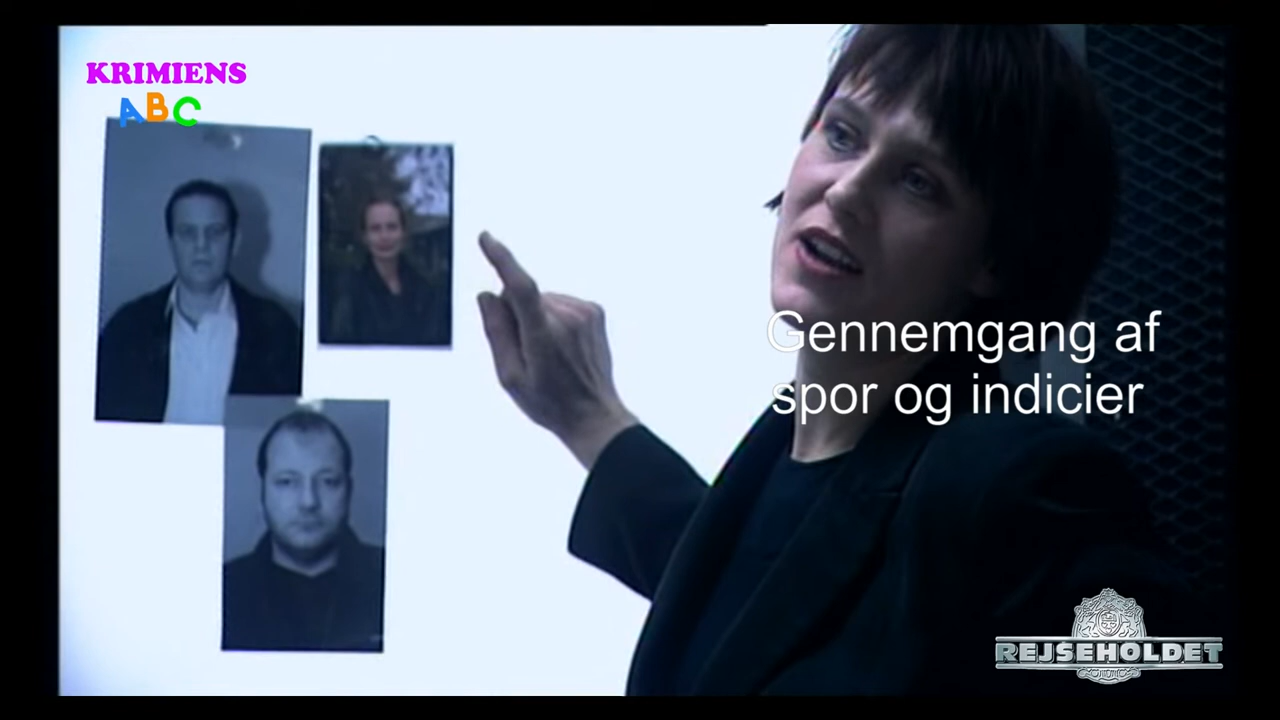 KRIMIENS
ABC
Gennemgang af
spor og indicier
REJSEHOLDET